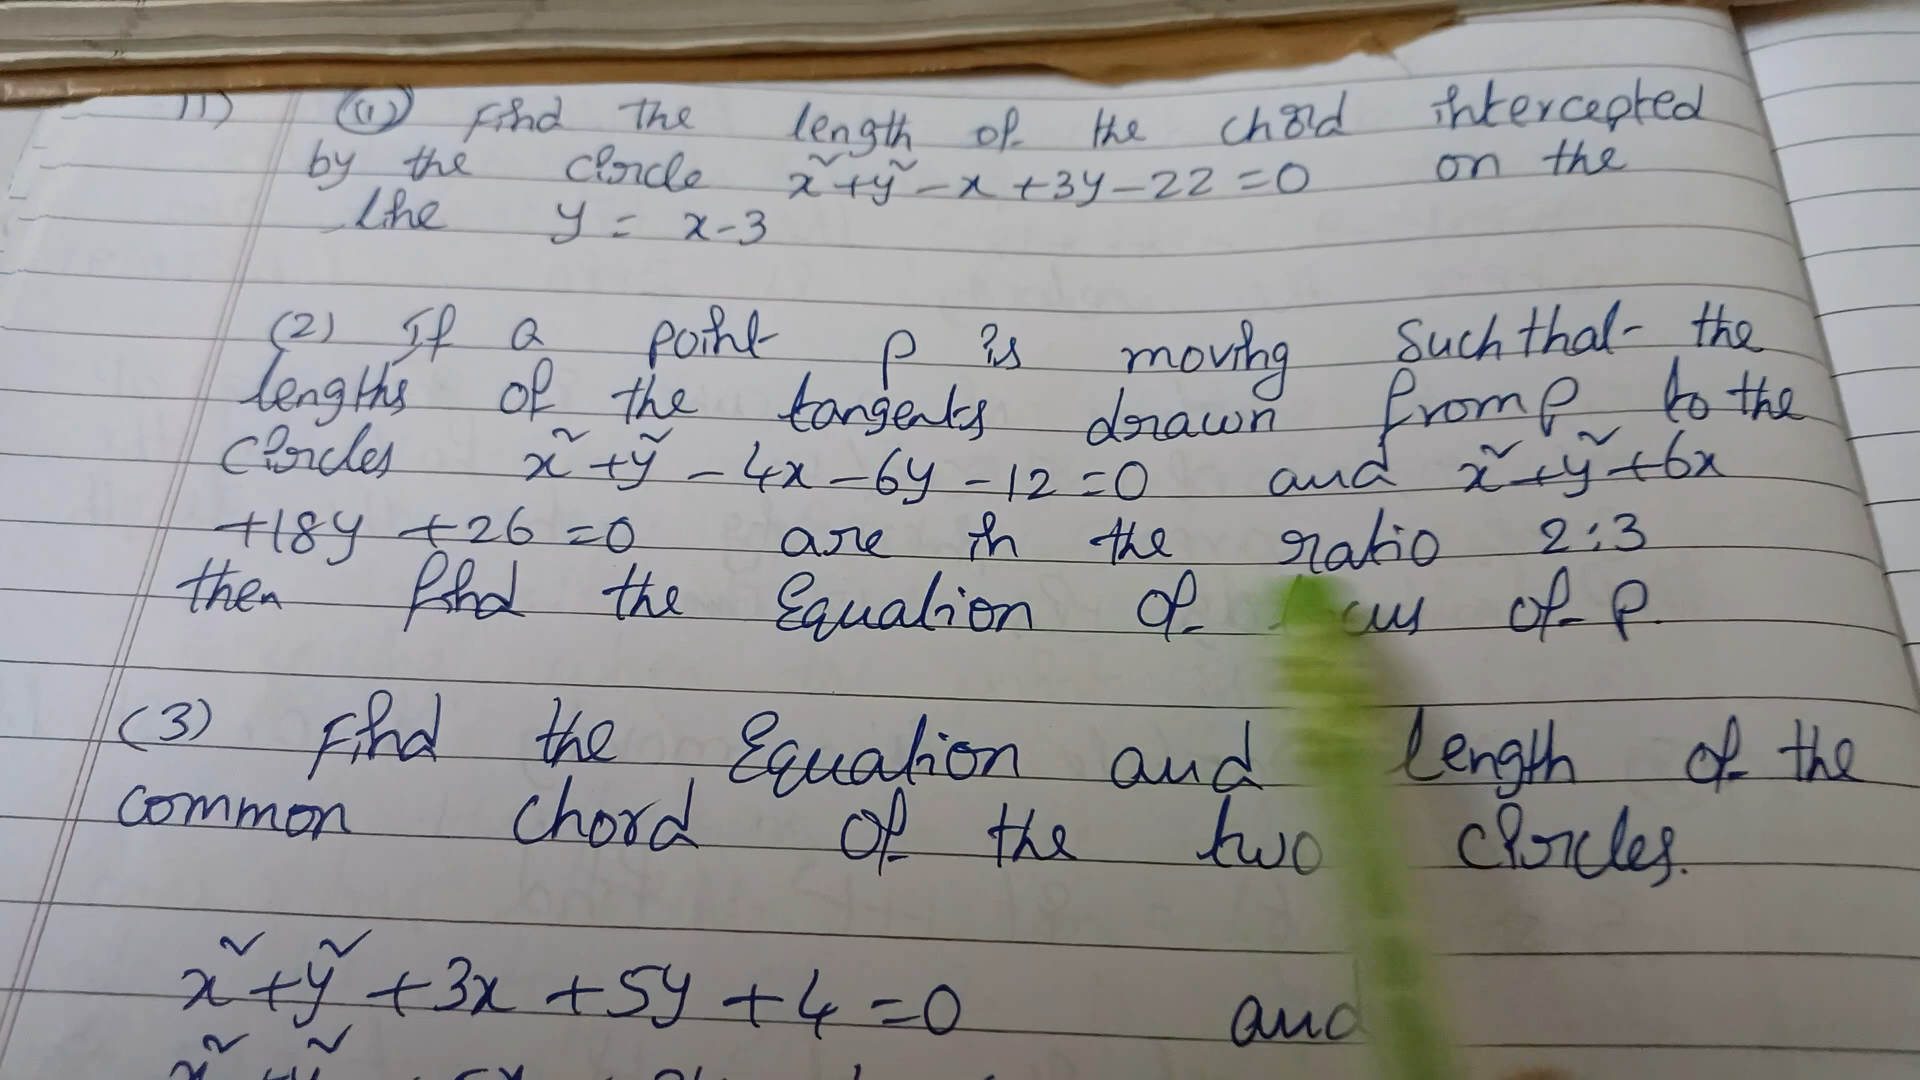 11) (1) Find the length of the chord intercepted
by the circle x²+y²-x+3y-22=0 on the
line y = x-3
(2) If a point P is moving such that the
lengths of the tangents drawn from P to the
circles x²+y²-4x-6y-12=0 and x²+y²+6x
+18y+26=0 are in the ratio 2:3
then find the Equation of of P.
(3) Find the Equation and length of the
common chord of the two circles.
x²+y²+3x+5y+4=0 and